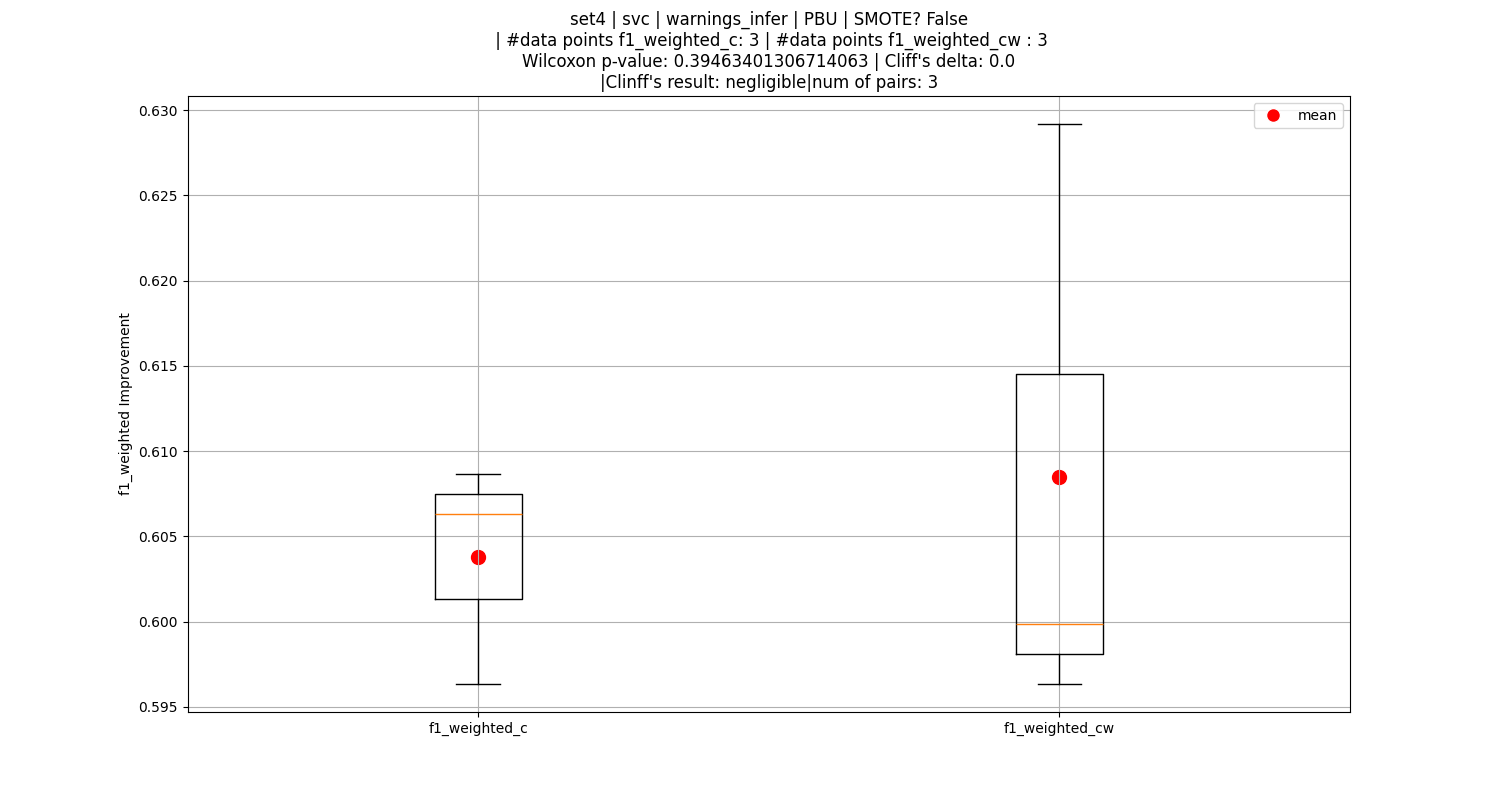 set4 | svc | warnings_infer | PBU | SMOTE? False
| #data points f1_weighted_c: 3 | #data points f1_weighted_cw : 3
Wilcoxon p-value: 0.39463401306714063 | Cliff's delta: 0.0
|Clinff's result: negligible|num of pairs: 3
mean
f1_weighted Improvement
0.630
0.625
0.620
0.615
0.610
0.605
0.600
0.595
f1_weighted_c
f1_weighted_cw